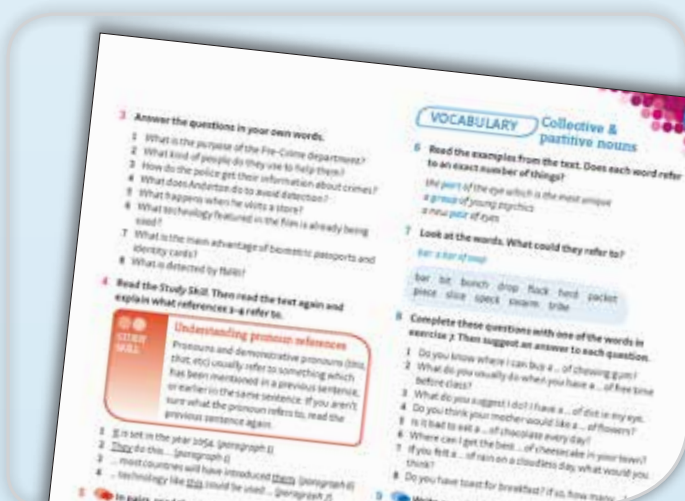 3 Answer the questions in your own words.
1 What is the purpose of the Pre-Crime department?
2 What kind of people do they use to help them?
3 How do the police get their information about crimes?
4 What does Anderton do to avoid detection?
5 What happens when he visits a store?
6 What technology featured in the film is already being
used?
7 What is the main advantage of biometric passports and
identity cards?
8 What is detected by fMRI?
4 Read the Study Skill. Then read the text again and
explain what references 1–4 refer to.
STUDY
SKILL
Understanding pronoun references
Pronouns and demonstrative pronouns (this,
that, etc) usually refer to something which
has been mentioned in a previous sentence,
or earlier in the same sentence. If you aren't
sure what the pronoun refers to, read the
previous sentence again.
1 It is set in the year 2054. (paragraph 1)
2 They do this ... (paragraph 1)
3 ... most countries will have introduced them (paragraph 6)
4 ... technology like this could be used ... (paragraph 7)
5 In pairs, read
VOCABULARY
Collective &
partitive nouns
6 Read the examples from the text. Does each word refer
to an exact number of things?
the part of the eye which is the most unique
a group of young psychics
a new pair of eyes
7 Look at the words. What could they refer to?
bar: a bar of soap
bar bit bunch drop flock herd packet
piece slice speck swarm tribe
8 Complete these questions with one of the words in
exercise 7. Then suggest an answer to each question.
1 Do you know where I can buy a ... of chewing gum?
2 What do you usually do when you have a ... of free time
before class?
3 What do you suggest I do? I have a ... of dirt in my eye.
4 Do you think your mother would like a ... of flowers?
5 Is it bad to eat a ... of chocolate every day?
6 Where can I get the best ... of cheesecake in your town?
7 If you felt a ... of rain on a cloudless day, what would you
think?
8 Do you have toast for breakfast? If so, how many
9